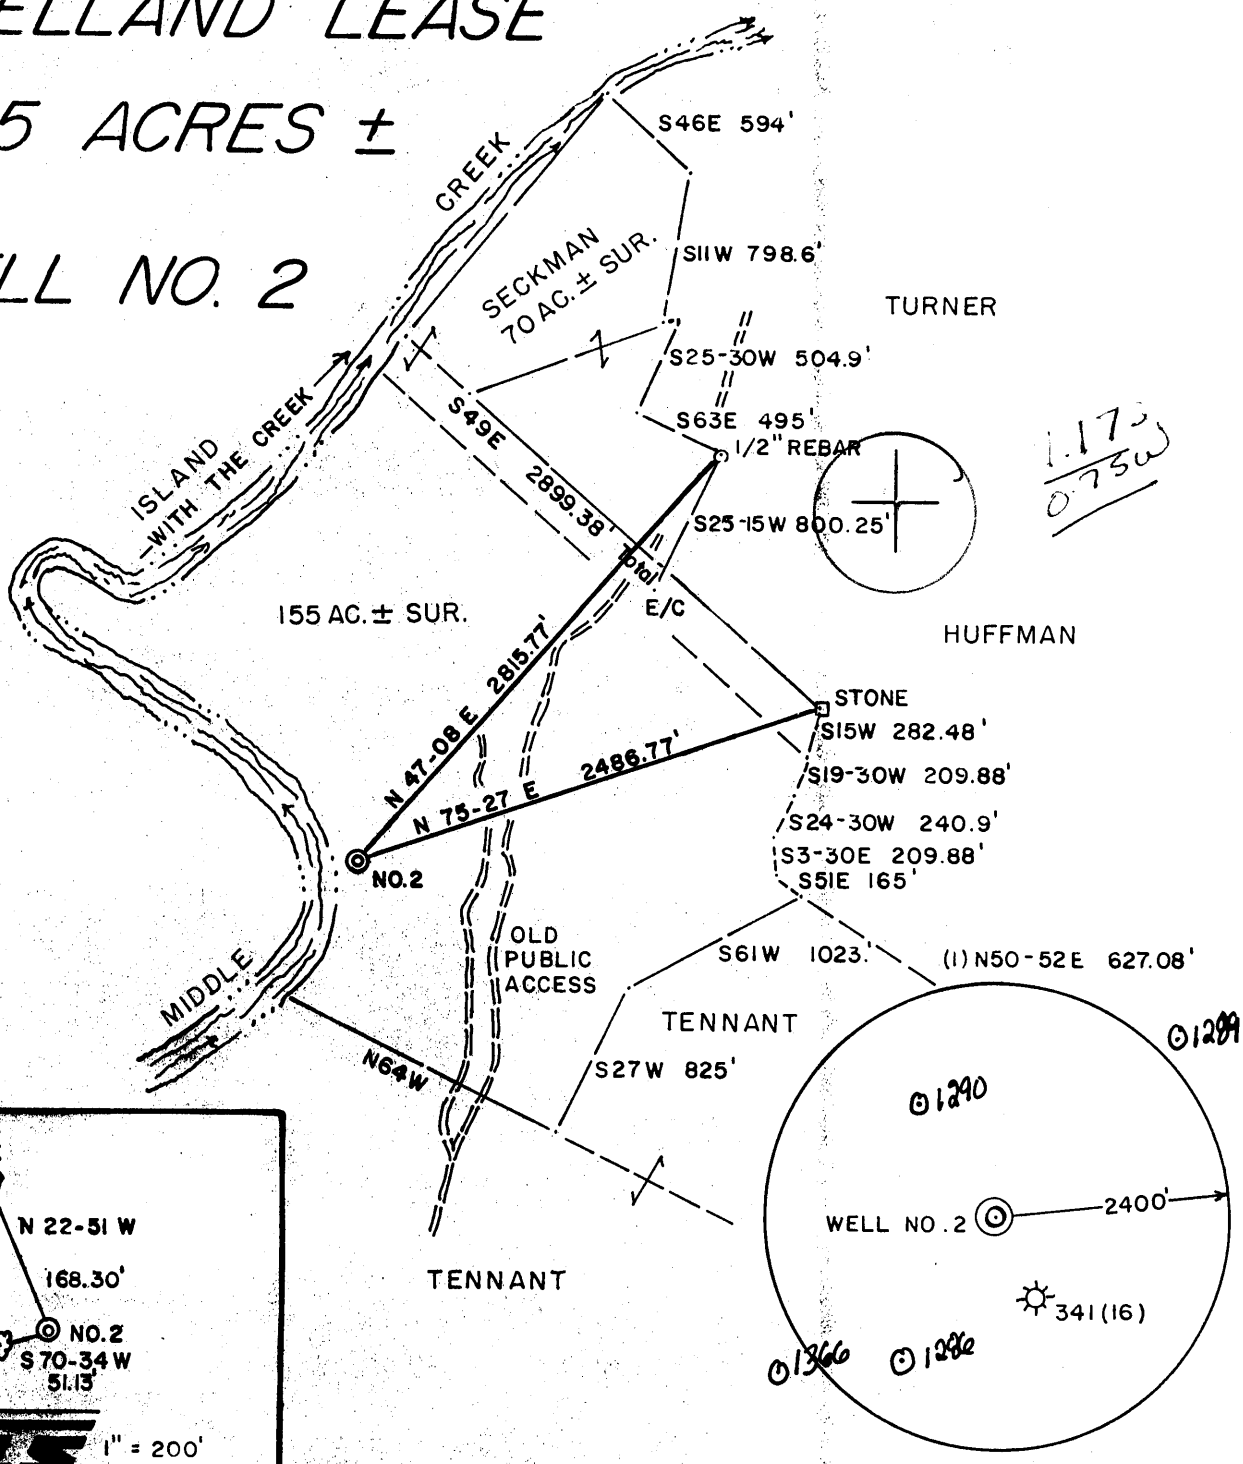 ELLAND LEASE
5 ACRES ±
LL NO. 2
CREEK
S46E 594'
S11W 798.6'
SECKMAN
70 AC. ± SUR.
TURNER
S25-30W 504.9'
S63E 495'
1/2" REBAR
1.17
0.75W
S49E 2899.38' Total
ISLAND
WITH THE CREEK
S25-15W 800.25'
E/C
155 AC. ± SUR.
HUFFMAN
N 47-08 E 2815.77'
STONE
S15W 282.48'
N 75-27 E 2486.77'
S19-30W 209.88'
S24-30W 240.9'
S3-30E 209.88'
S51E 165'
NO.2
OLD
PUBLIC
ACCESS
S61W 1023.'
(1) N50-52E 627.08'
MIDDLE
TENNANT
1289
N64W
S27W 825'
1290
2400'
WELL NO. 2
N 22-51 W
168.30'
TENNANT
341(16)
NO.2
S 70-34 W
51.13'
1366
1286
1" = 200'